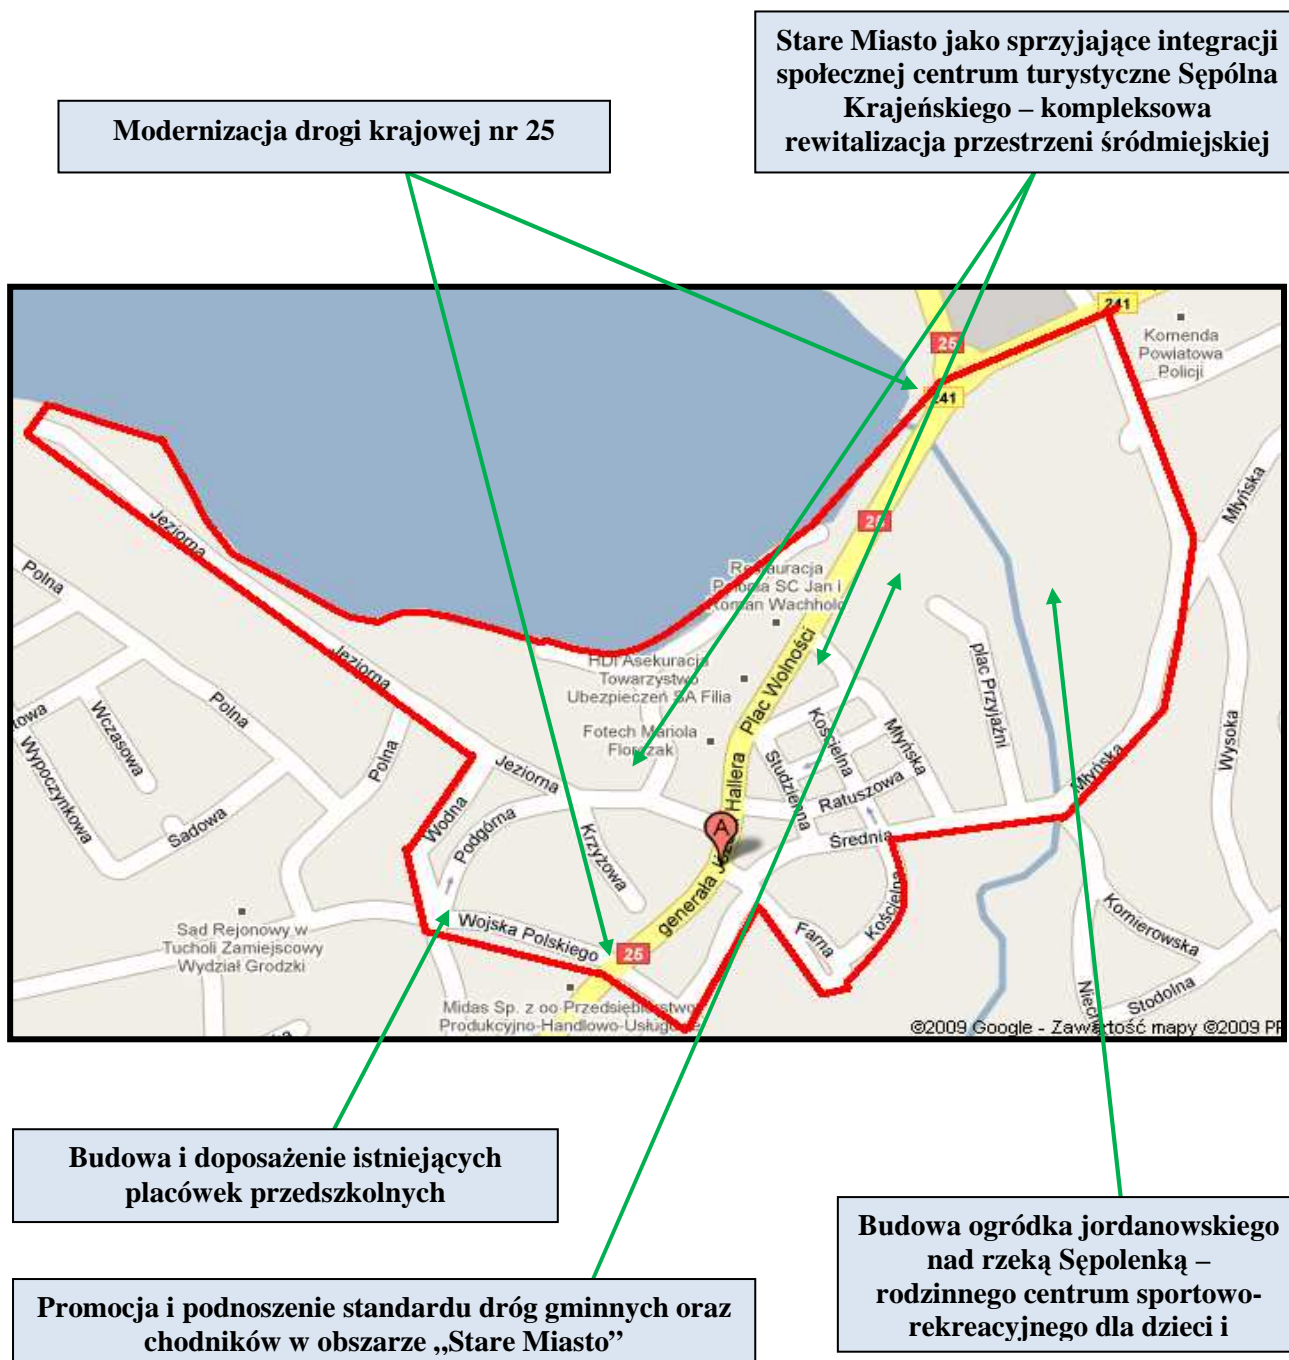 Stare Miasto jako sprzyjające integracji
społecznej centrum turystyczne Sępólna
Krajeńskiego – kompleksowa
rewitalizacja przestrzeni śródmiejskiej
Modernizacja drogi krajowej nr 25
241
Komenda
Powiatowa
Policji
25
241
Młyńska
Jeziorna
25
Polna
Restauracja
Polonia SC Jan i
Roman Wachholc
Plac Wolności
plac Przyjaźni
Jeziorna
HDI Asekuracja
Towarzystwo
Ubezpieczeń SA Filia
Polna
Wczasowa
Wypoczynkowa
Polna
Fotech Mariola
Florczak
Kościelna
Młyńska
Wysoka
Jeziorna
Studzienna
Ratuszowa
Młyńska
Sadowa
Wodna
Podgórna
Krzyżowa
A
Średnia
generała Józefa Hallera
Kościelna
Farna
Komierowska
Sąd Rejonowy w
Tucholi Zamiejscowy
Wydział Grodzki
Wojska Polskiego
25
Stodolna
Midas Sp. z oo Przedsiębiorstwo
Produkcyjno-Handlowo-Usługowe
©2009 Google - Zawartość mapy ©2009 PP
Budowa i doposażenie istniejących
placówek przedszkolnych
Budowa ogródka jordanowskiego
nad rzeką Sępolenką –
rodzinnego centrum sportowo-
rekreacyjnego dla dzieci i
Promocja i podnoszenie standardu dróg gminnych oraz
chodników w obszarze „Stare Miasto”